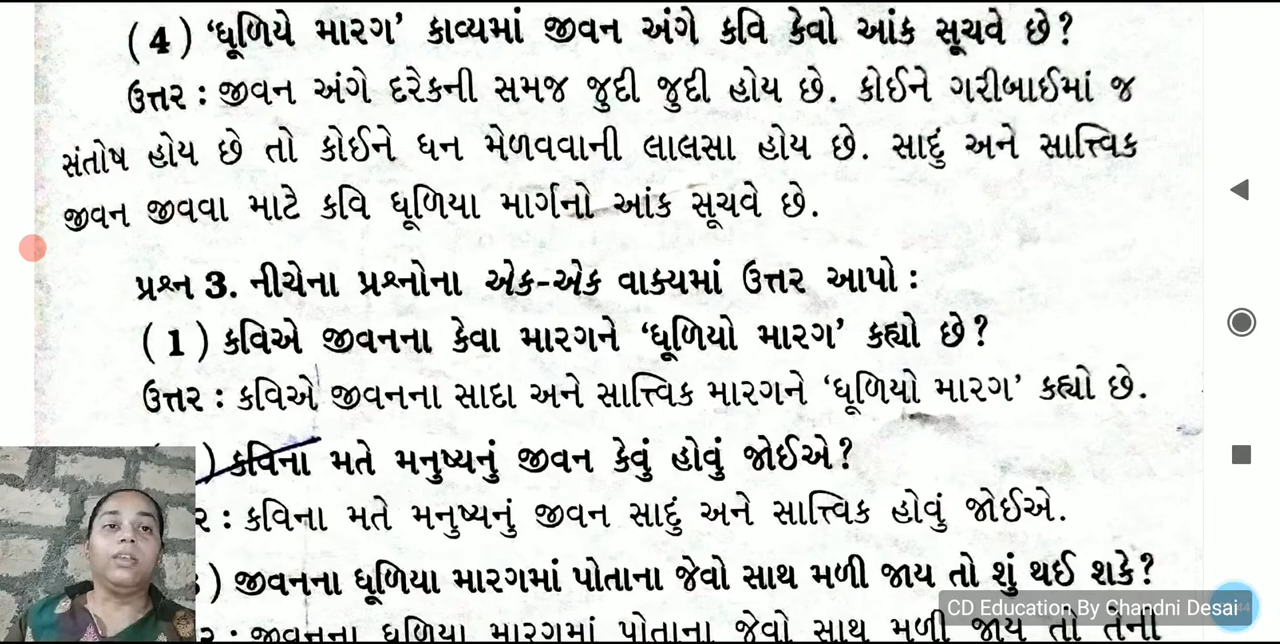 (4) 'ધૂળિયે મારગ' કાવ્યમાં જીવન અંગે કવિ કેવો આંક સૂચવે છે?
ઉત્તર : જીવન અંગે દરેકની સમજ જુદી જુદી હોય છે. કોઈને ગરીબાઈમાં જ
સંતોષ હોય છે તો કોઈને ધન મેળવવાની લાલસા હોય છે. સાદું અને સાત્ત્વિક
જીવન જીવવા માટે કવિ ધૂળિયા માર્ગનો આંક સૂચવે છે.
પ્રશ્ન 3. નીચેના પ્રશ્નોના એક-એક વાક્યમાં ઉત્તર આપો :
(1) કવિએ જીવનના કેવા મારગને 'ધૂળિયો મારગ' કહ્યો છે?
ઉત્તર : કવિએ જીવનના સાદા અને સાત્ત્વિક મારગને 'ધૂળિયો મારગ' કહ્યો છે.
) કવિના મતે મનુષ્યનું જીવન કેવું હોવું જોઈએ?
ર : કવિના મતે મનુષ્યનું જીવન સાદું અને સાત્ત્વિક હોવું જોઈએ.
) જીવનના ધૂળિયા મારગમાં પોતાના જેવો સાથ મળી જાય તો શું થઈ શકે?
ર : જીવનના ધૂળિયા મારગમાં પોતાના જેવો સાથ મળી જાય તો તેની
CD Education By Chandni Desai